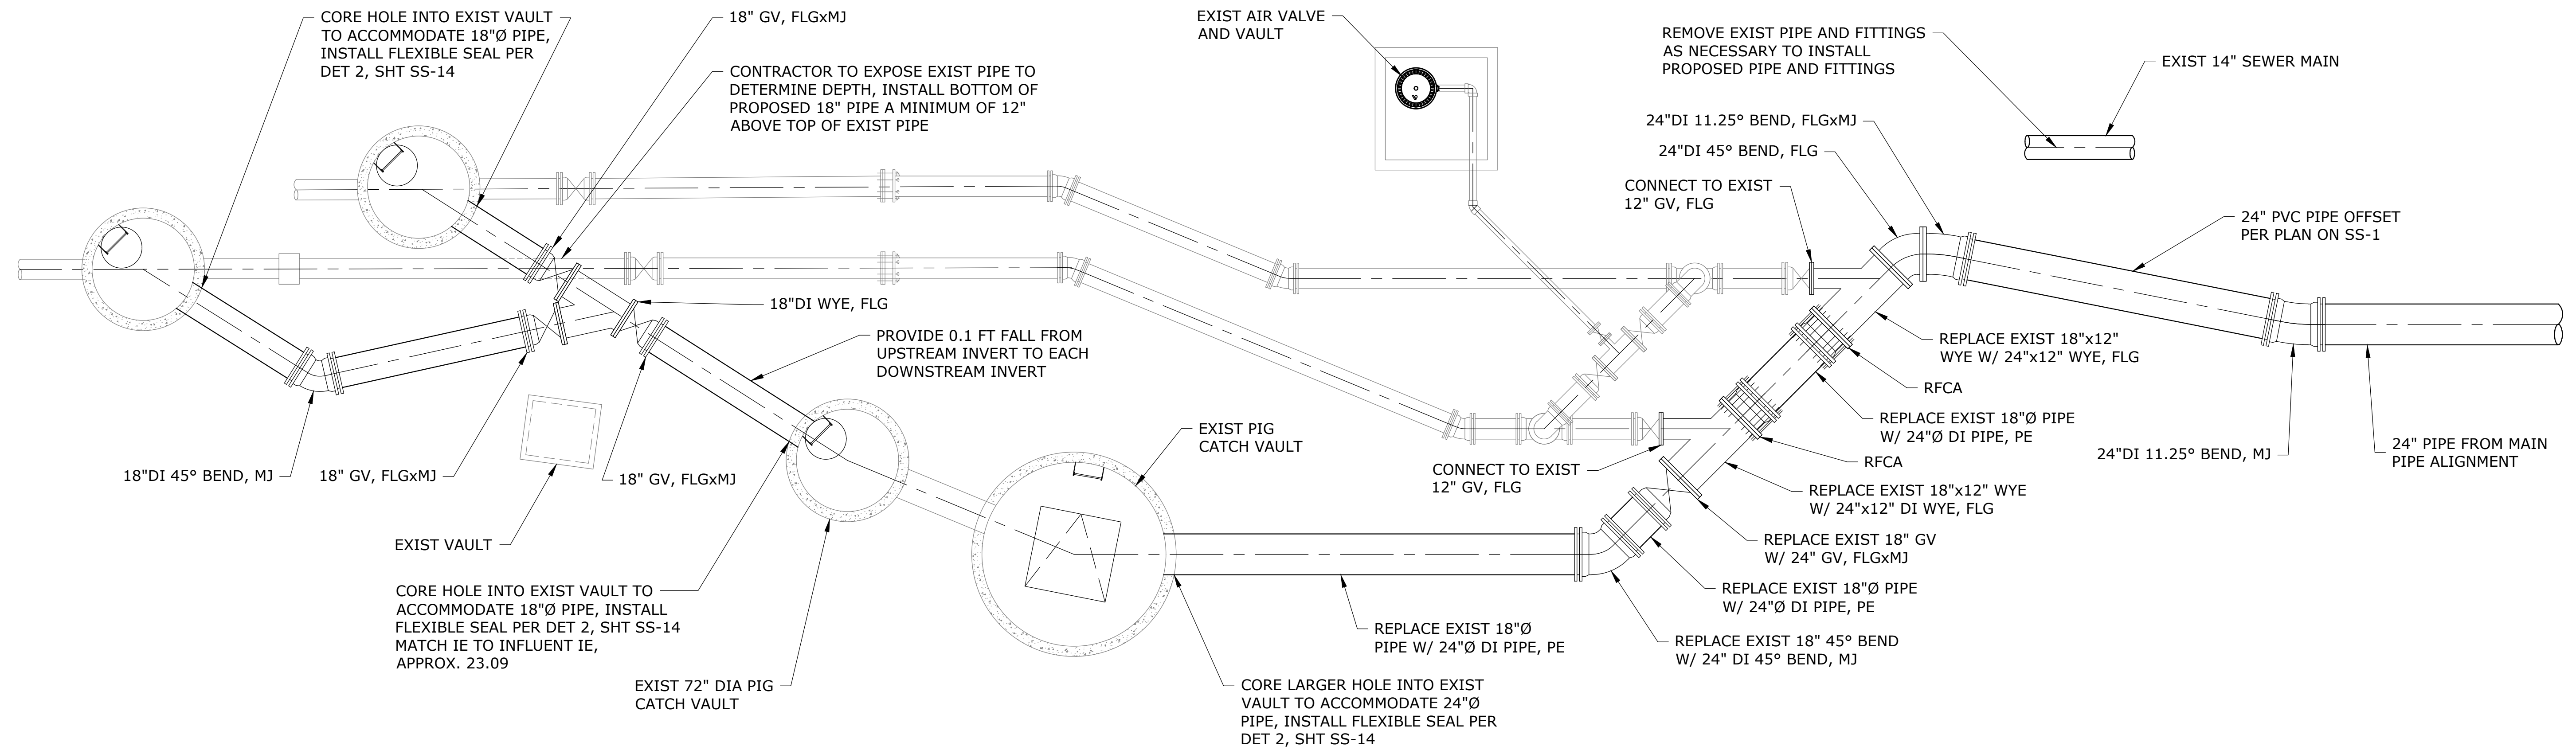 CORE HOLE INTO EXIST VAULT
TO ACCOMMODATE 18"Ø PIPE,
INSTALL FLEXIBLE SEAL PER
DET 2, SHT SS-14
18" GV, FLGxMJ
CONTRACTOR TO EXPOSE EXIST PIPE TO
DETERMINE DEPTH, INSTALL BOTTOM OF
PROPOSED 18" PIPE A MINIMUM OF 12"
ABOVE TOP OF EXIST PIPE
EXIST AIR VALVE
AND VAULT
REMOVE EXIST PIPE AND FITTINGS
AS NECESSARY TO INSTALL
PROPOSED PIPE AND FITTINGS
EXIST 14" SEWER MAIN
24"DI 11.25° BEND, FLGxMJ
24"DI 45° BEND, FLG
CONNECT TO EXIST
12" GV, FLG
24" PVC PIPE OFFSET
PER PLAN ON SS-1
18"DI WYE, FLG
PROVIDE 0.1 FT FALL FROM
UPSTREAM INVERT TO EACH
DOWNSTREAM INVERT
REPLACE EXIST 18"x12"
WYE W/ 24"x12" WYE, FLG
RFCA
REPLACE EXIST 18"Ø PIPE
W/ 24"Ø DI PIPE, PE
EXIST PIG
CATCH VAULT
24"DI 11.25° BEND, MJ
24" PIPE FROM MAIN
PIPE ALIGNMENT
RFCA
CONNECT TO EXIST
12" GV, FLG
18"DI 45° BEND, MJ
18" GV, FLGxMJ
18" GV, FLGxMJ
REPLACE EXIST 18"x12" WYE
W/ 24"x12" DI WYE, FLG
EXIST VAULT
REPLACE EXIST 18" GV
W/ 24" GV, FLGxMJ
CORE HOLE INTO EXIST VAULT TO
ACCOMMODATE 18"Ø PIPE, INSTALL
FLEXIBLE SEAL PER DET 2, SHT SS-14
MATCH IE TO INFLUENT IE,
APPROX. 23.09
REPLACE EXIST 18"Ø PIPE
W/ 24"Ø DI PIPE, PE
REPLACE EXIST 18"Ø
PIPE W/ 24"Ø DI PIPE, PE
REPLACE EXIST 18" 45° BEND
W/ 24" DI 45° BEND, MJ
EXIST 72" DIA PIG
CATCH VAULT
CORE LARGER HOLE INTO EXIST
VAULT TO ACCOMMODATE 24"Ø
PIPE, INSTALL FLEXIBLE SEAL PER
DET 2, SHT SS-14